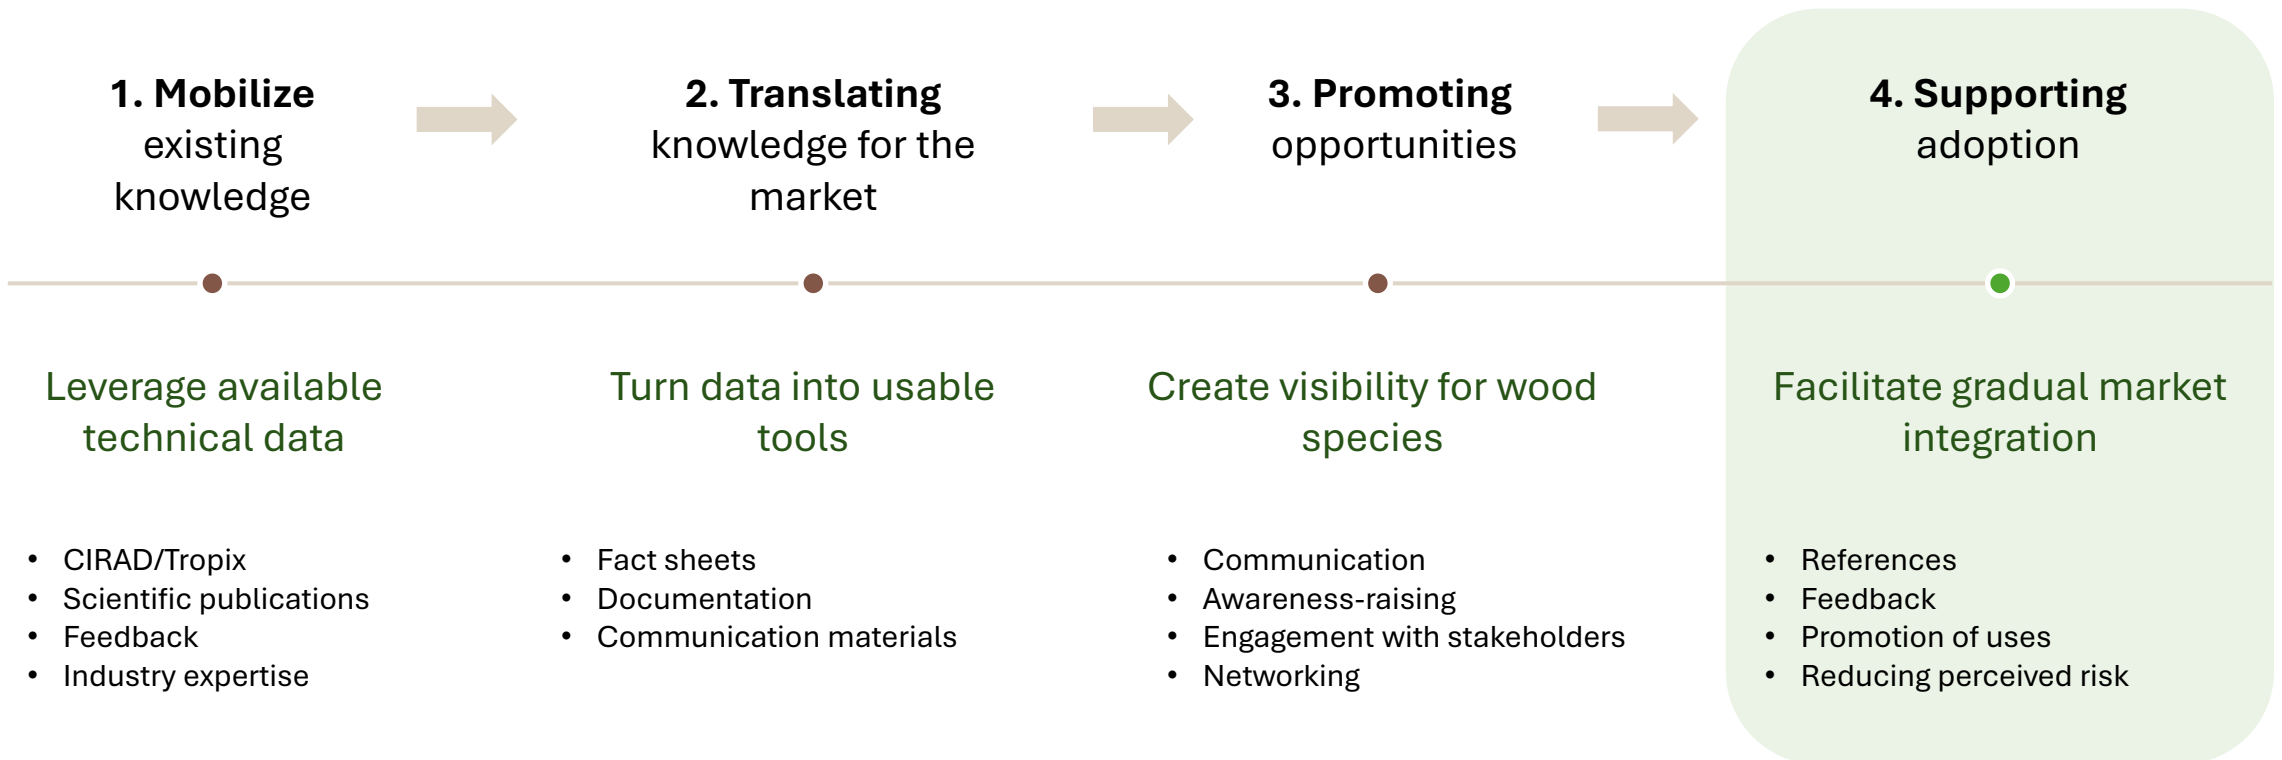 1. Mobilize
existing
knowledge
2. Translating
knowledge for the
market
3. Promoting
opportunities
4. Supporting
adoption
Leverage available
technical data
Turn data into usable
tools
Create visibility for wood
species
Facilitate gradual market
integration
• CIRAD/Tropix
• Scientific publications
• Feedback
• Industry expertise
• Fact sheets
• Documentation
• Communication materials
• Communication
• Awareness-raising
• Engagement with stakeholders
• Networking
• References
• Feedback
• Promotion of uses
• Reducing perceived risk